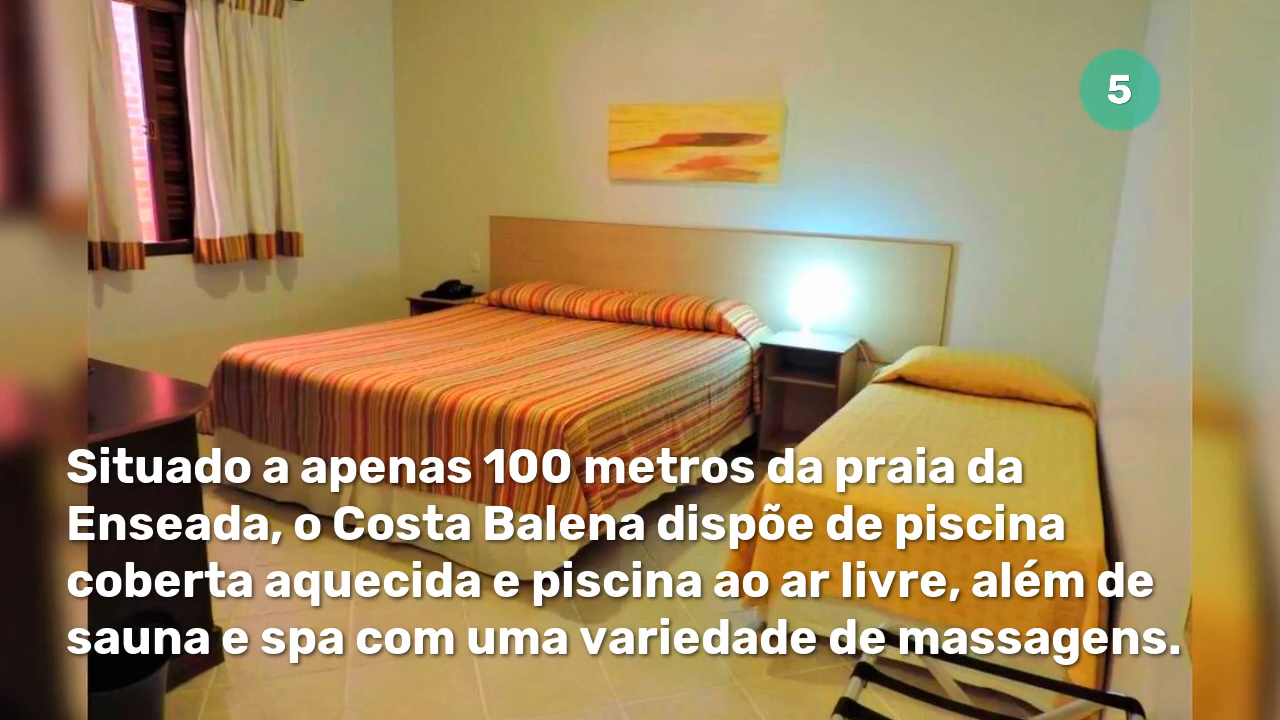 5
Situado a apenas 100 metros da praia da
Enseada, o Costa Balena dispõe de piscina
coberta aquecida e piscina ao ar livre, além de
sauna e spa com uma variedade de massagens.